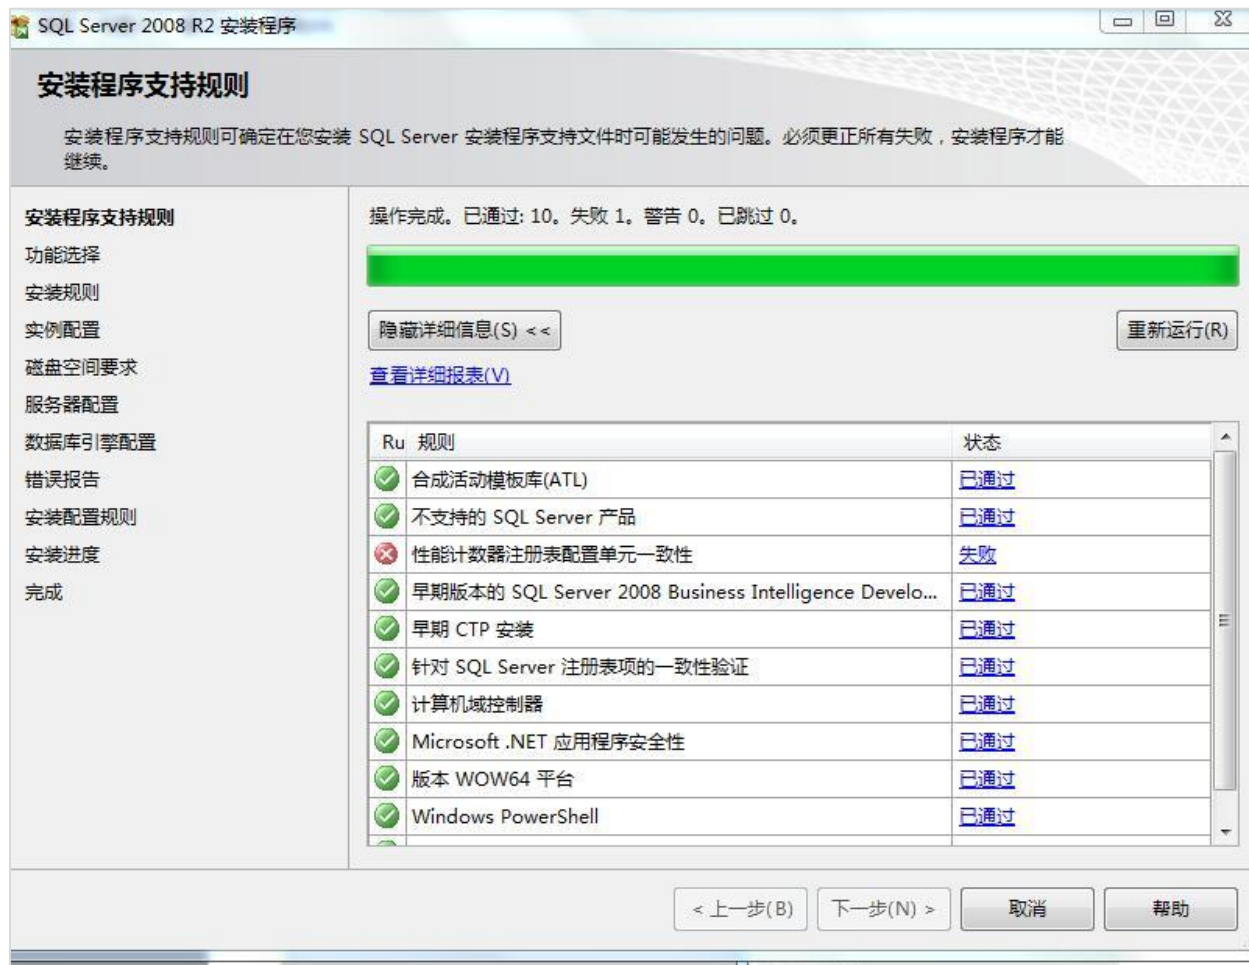 SQL Server 2008 R2 安装程序
安装程序支持规则
安装程序支持规则可确定在您安装 SQL Server 安装程序支持文件时可能发生的问题。必须更正所有失败，安装程序才能
继续。
安装程序支持规则
功能选择
安装规则
实例配置
磁盘空间要求
服务器配置
数据库引擎配置
错误报告
安装配置规则
安装进度
完成
操作完成。已通过: 10。失败 1。警告 0。已跳过 0。
隐藏详细信息(S) <<
重新运行(R)
查看详细报表(V)
Ru 规则 状态
合成活动模板库(ATL) 已通过
不支持的 SQL Server 产品 已通过
性能计数器注册表配置单元一致性 失败
早期版本的 SQL Server 2008 Business Intelligence Develo... 已通过
早期 CTP 安装 已通过
针对 SQL Server 注册表项的一致性验证 已通过
计算机域控制器 已通过
Microsoft .NET 应用程序安全性 已通过
版本 WOW64 平台 已通过
Windows PowerShell 已通过
< 上一步(B) 下一步(N) > 取消 帮助